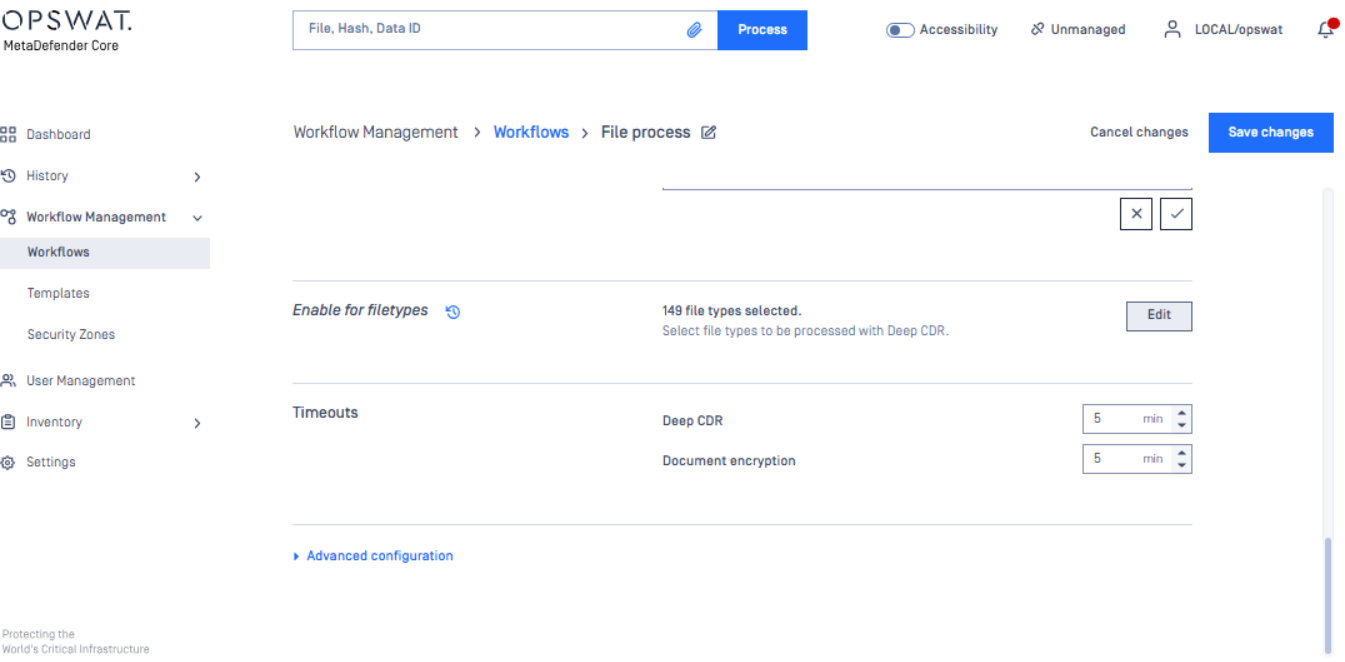 OPSWAT.
MetaDefender Core
File, Hash, Data ID
Process
Accessibility
Unmanaged
LOCAL/opswat
Dashboard
History
Workflow Management
Workflows
Templates
Security Zones
User Management
Inventory
Settings
Protecting the
World's Critical Infrastructure
Workflow Management > Workflows > File process
Cancel changes
Save changes
Enable for filetypes
149 file types selected.
Select file types to be processed with Deep CDR.
Edit
Timeouts
Deep CDR
5 min
Document encryption
5 min
Advanced configuration